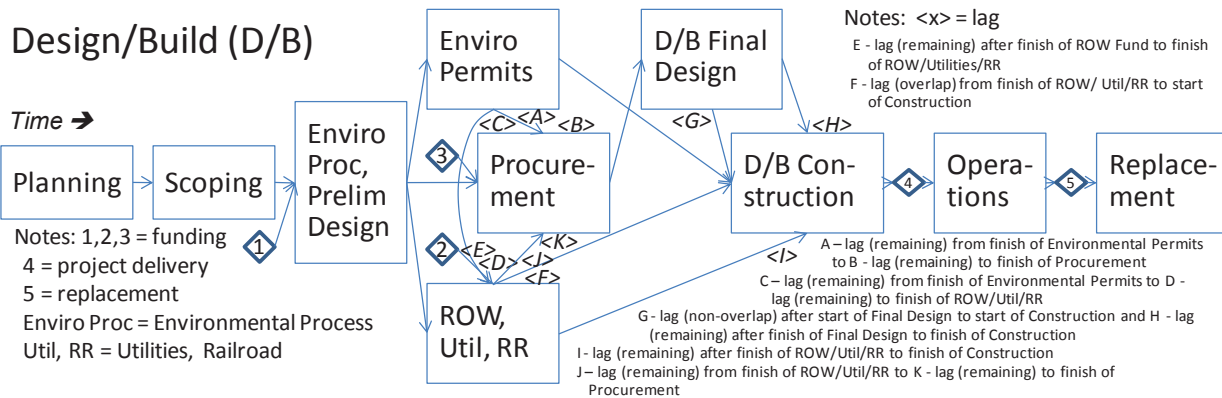 Design/Build (D/B)
Time ➔
Planning
Scoping
1
Enviro
Proc,
Prelim
Design
Enviro
Permits
<C>
<A>
<B>
3
Procure-
ment
2
<E>
<D>
<K>
<J>
<F>
ROW,
Util, RR
D/B Final
Design
<G>
<H>
D/B Con-
struction
<I>
4
Opera-
tions
5
Replace-
ment
Notes: 1,2,3 = funding
4 = project delivery
5 = replacement
Enviro Proc = Environmental Process
Util, RR = Utilities, Railroad
Notes: <x> = lag
E - lag (remaining) after finish of ROW Fund to finish
of ROW/Utilities/RR
F - lag (overlap) from finish of ROW/ Util/RR to start
of Construction
A – lag (remaining) from finish of Environmental Permits
to B - lag (remaining) to finish of Procurement
C – lag (remaining) from finish of Environmental Permits to D -
lag (remaining) to finish of ROW/Util/RR
G - lag (non-overlap) after start of Final Design to start of Construction and H - lag
(remaining) after finish of Final Design to finish of Construction
I - lag (remaining) after finish of ROW/Util/RR to finish of Construction
J – lag (remaining) from finish of ROW/Util/RR to K - lag (remaining) to finish of
Procurement